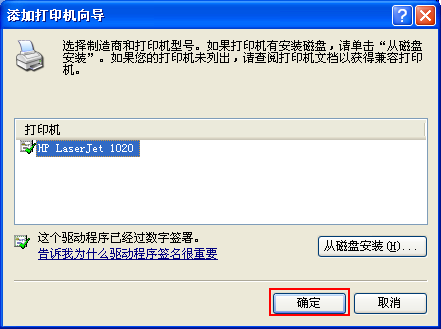 添加打印机向导
选择制造商和打印机型号。如果打印机有安装磁盘，请单击“从磁盘
安装”。如果您的打印机未列出，请查阅打印机文档以获得兼容打印
机。
打印机
HP LaserJet 1020
这个驱动程序已经过数字签署。
告诉我为什么驱动程序签名很重要
从磁盘安装(H)...
确定
取消